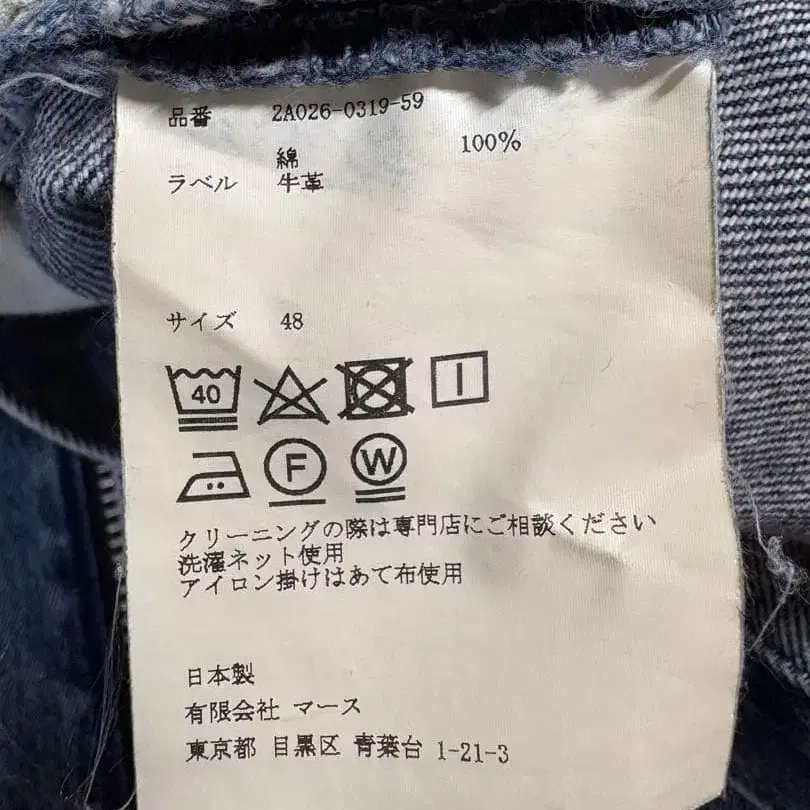 品番 2A026-0319-59
綿 100%
ラベル 牛革
サイズ 48
40
F W
クリーニングの際は専門店にご相談ください
洗濯ネット使用
アイロン掛けはあて布使用
日本製
有限会社 マース
東京都 目黒区 青葉台 1-21-3